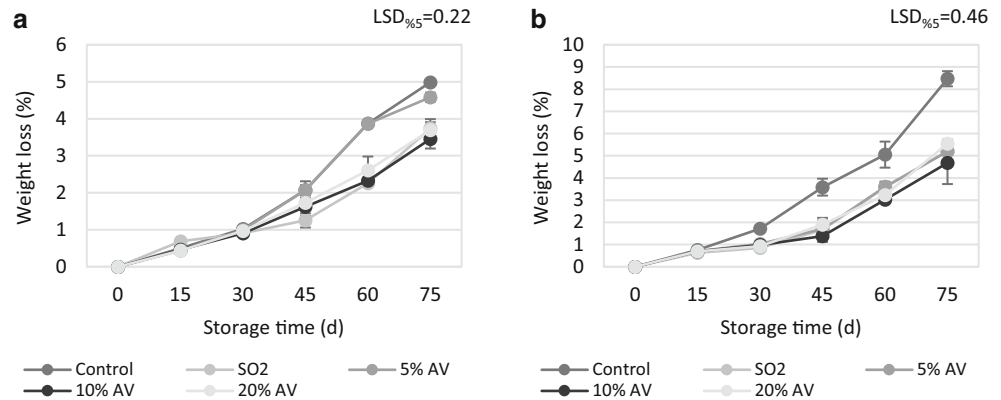 a
LSD%5=0.22
Weight loss (%)
6
5
4
3
2
1
0
0 15 30 45 60 75
Storage time (d)
Control SO2 5% AV
10% AV 20% AV
b
LSD%5=0.46
Weight loss (%)
10
9
8
7
6
5
4
3
2
1
0
0 15 30 45 60 75
Storage time (d)
Control SO2 5% AV
10% AV 20% AV